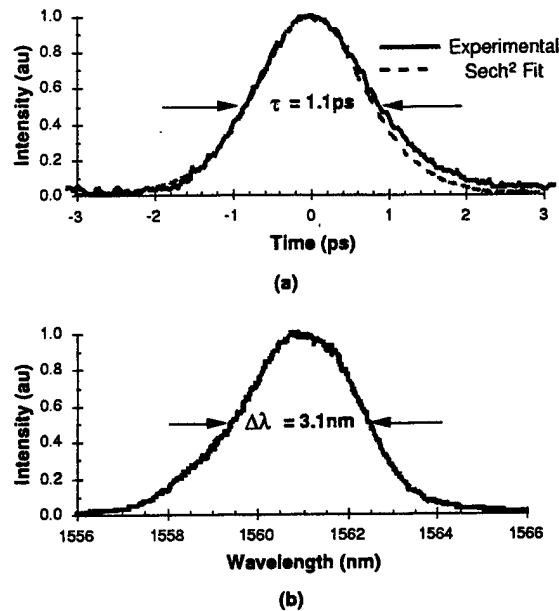 Intensity (au)
1.0
0.8
0.6
0.4
0.2
0.0
Experimental
Sech² Fit
τ = 1.1ps
-3 -2 -1 0 1 2 3
Time (ps)
(a)
Intensity (au)
1.0
0.8
0.6
0.4
0.2
0.0
Δλ = 3.1nm
1556 1558 1560 1562 1564 1566
Wavelength (nm)
(b)